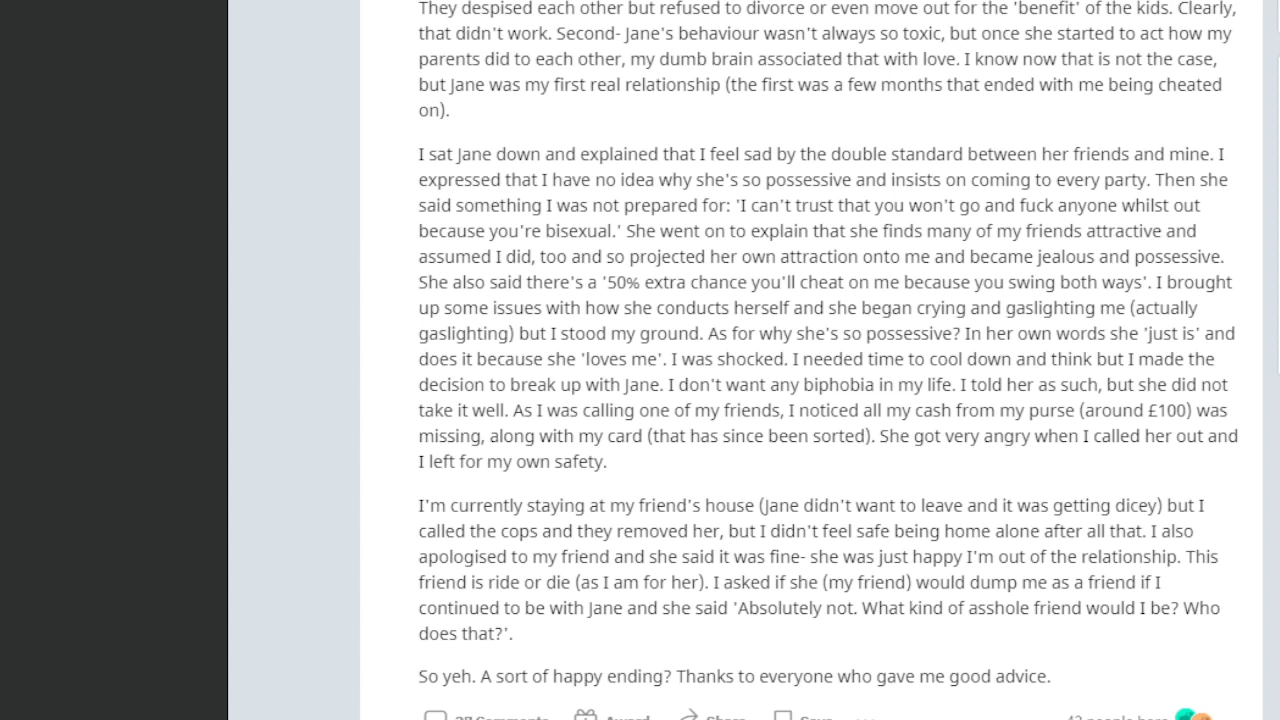 They despised each other but refused to divorce or even move out for the 'benefit' of the kids. Clearly,
that didn't work. Second- Jane's behaviour wasn't always so toxic, but once she started to act how my
parents did to each other, my dumb brain associated that with love. I know now that is not the case,
but Jane was my first real relationship (the first was a few months that ended with me being cheated
on).
I sat Jane down and explained that I feel sad by the double standard between her friends and mine. I
expressed that I have no idea why she's so possessive and insists on coming to every party. Then she
said something I was not prepared for: 'I can't trust that you won't go and fuck anyone whilst out
because you're bisexual.' She went on to explain that she finds many of my friends attractive and
assumed I did, too and so projected her own attraction onto me and became jealous and possessive.
She also said there's a '50% extra chance you'll cheat on me because you swing both ways'. I brought
up some issues with how she conducts herself and she began crying and gaslighting me (actually
gaslighting) but I stood my ground. As for why she's so possessive? In her own words she 'just is' and
does it because she 'loves me'. I was shocked. I needed time to cool down and think but I made the
decision to break up with Jane. I don't want any biphobia in my life. I told her as such, but she did not
take it well. As I was calling one of my friends, I noticed all my cash from my purse (around £100) was
missing, along with my card (that has since been sorted). She got very angry when I called her out and
I left for my own safety.
I'm currently staying at my friend's house (Jane didn't want to leave and it was getting dicey) but I
called the cops and they removed her, but I didn't feel safe being home alone after all that. I also
apologised to my friend and she said it was fine- she was just happy I'm out of the relationship. This
friend is ride or die (as I am for her). I asked if she (my friend) would dump me as a friend if I
continued to be with Jane and she said 'Absolutely not. What kind of asshole friend would I be? Who
does that?'.
So yeh. A sort of happy ending? Thanks to everyone who gave me good advice.
Comments Award Share Save people here